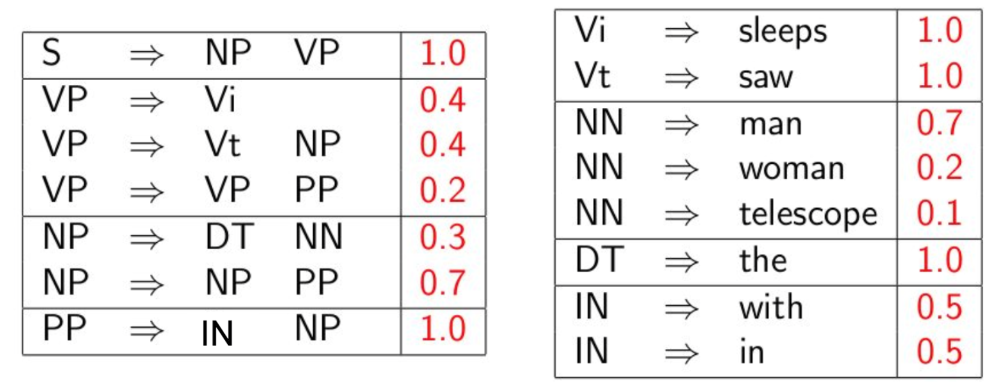 S ⇒ NP VP 1.0
VP ⇒ Vi 0.4
VP ⇒ Vt NP 0.4
VP ⇒ VP PP 0.2
NP ⇒ DT NN 0.3
NP ⇒ NP PP 0.7
PP ⇒ IN NP 1.0
Vi ⇒ sleeps 1.0
Vt ⇒ saw 1.0
NN ⇒ man 0.7
NN ⇒ woman 0.2
NN ⇒ telescope 0.1
DT ⇒ the 1.0
IN ⇒ with 0.5
IN ⇒ in 0.5